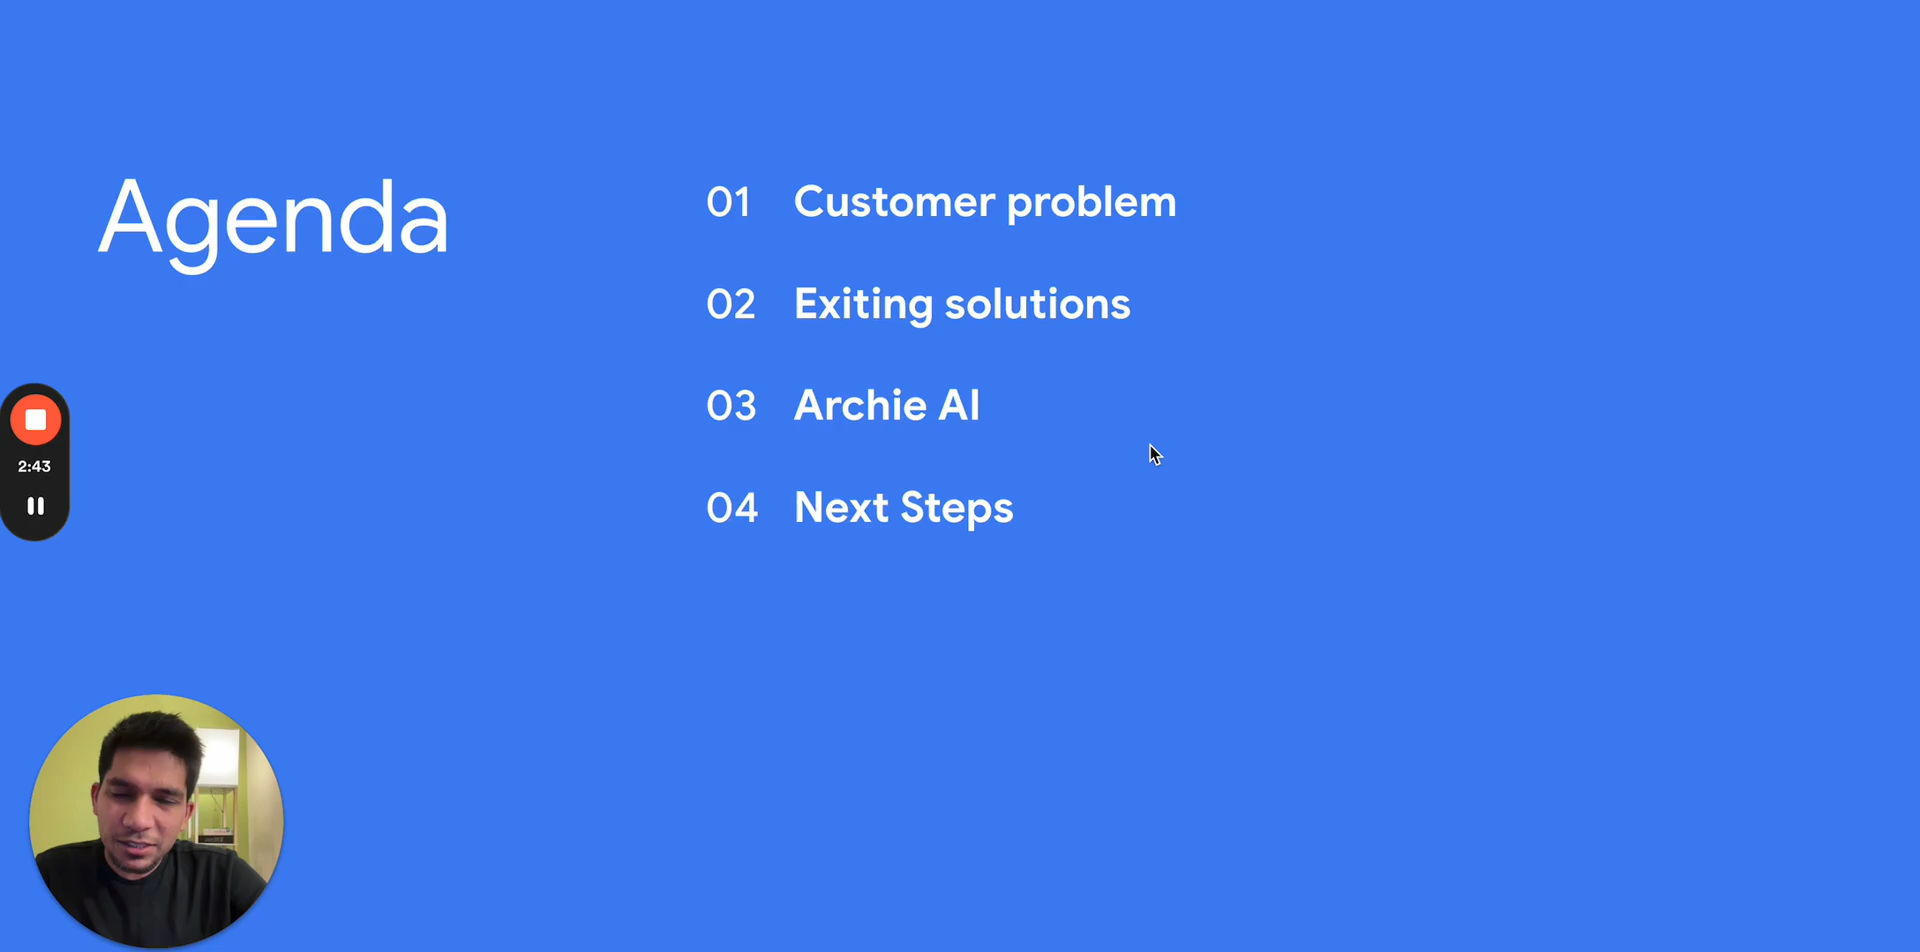 Agenda
01 Customer problem
02 Exiting solutions
03 Archie AI
04 Next Steps
2:43